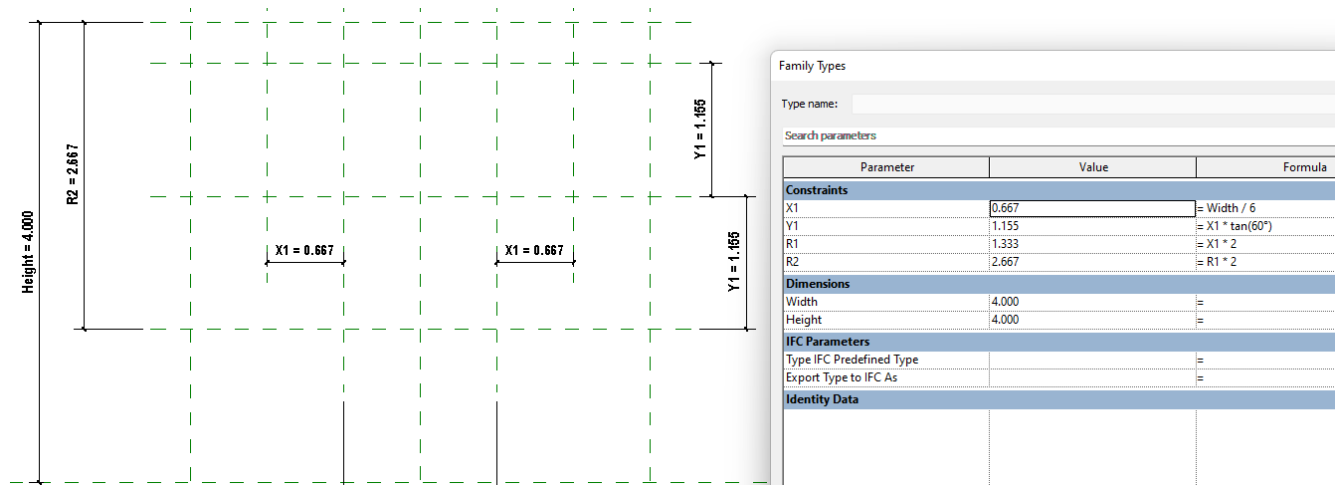 Height = 4.000
R2 = 2.667
X1 = 0.667
X1 = 0.667
Y1 = 1.155
Y1 = 1.155
Family Types
Type name:
Search parameters
Parameter Value Formula
Constraints
X1 0.667 = Width / 6
Y1 1.155 = X1 * tan(60°)
R1 1.333 = X1 * 2
R2 2.667 = R1 * 2
Dimensions
Width 4.000 =
Height 4.000 =
IFC Parameters
Type IFC Predefined Type =
Export Type to IFC As =
Identity Data